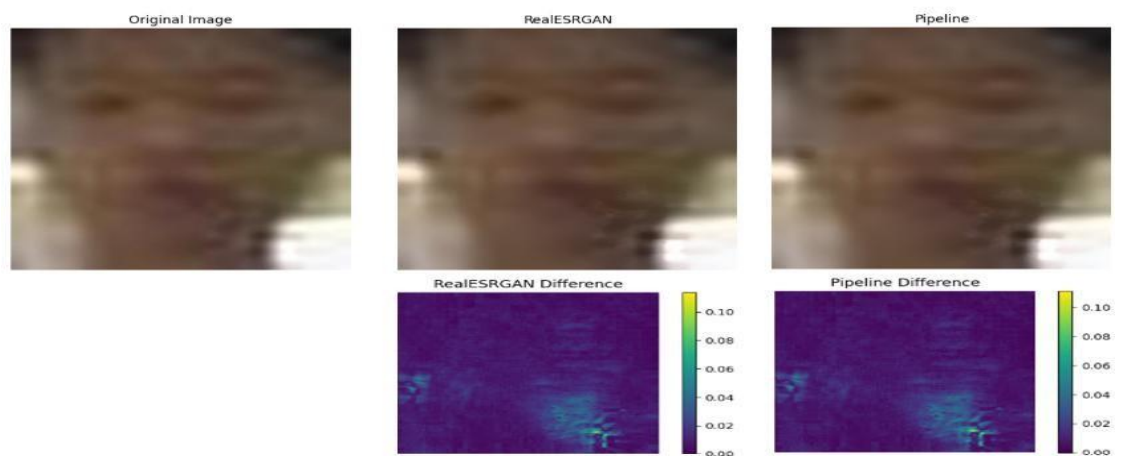 Original Image
RealESRGAN
Pipeline
RealESRGAN Difference
Pipeline Difference
0.10
0.08
0.06
0.04
0.02
0.00
0.10
0.08
0.06
0.04
0.02
0.00